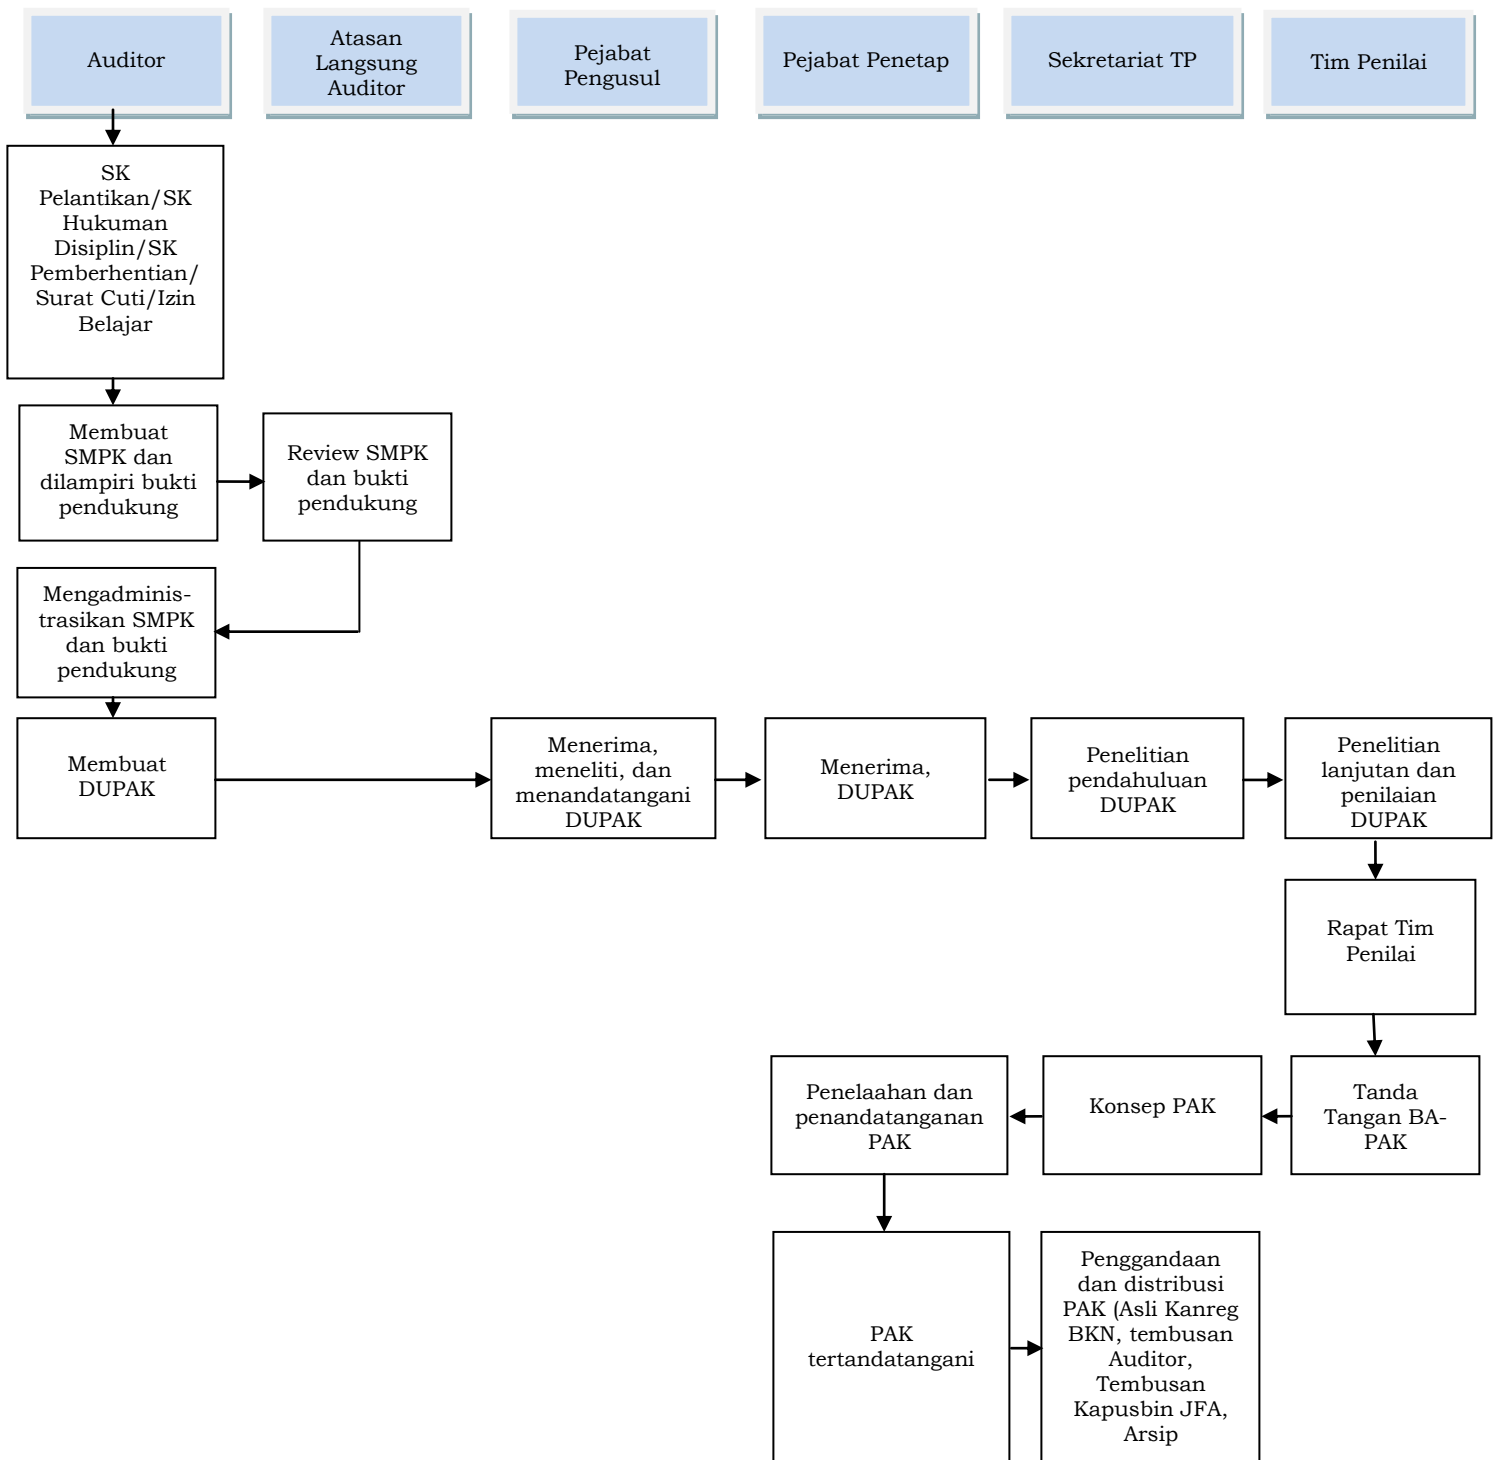 Auditor
Atasan
Langsung
Auditor
Pejabat
Pengusul
Pejabat Penetap
Sekretariat TP
Tim Penilai
SK
Pelantikan/SK
Hukuman
Disiplin/SK
Pemberhentian/
Surat Cuti/Izin
Belajar
Membuat
SMPK dan
dilampiri bukti
pendukung
Review SMPK
dan bukti
pendukung
Mengadminis-
trasikan SMPK
dan bukti
pendukung
Membuat
DUPAK
Menerima,
meneliti, dan
menandatangani
DUPAK
Menerima,
DUPAK
Penelitian
pendahuluan
DUPAK
Penelitian
lanjutan dan
penilaian
DUPAK
Rapat Tim
Penilai
Penelaahan dan
penandatanganan
PAK
Konsep PAK
Tanda
Tangan BA-
PAK
PAK
tertandatangani
Penggandaan
dan distribusi
PAK (Asli Kanreg
BKN, tembusan
Auditor,
Tembusan
Kapusbin JFA,
Arsip